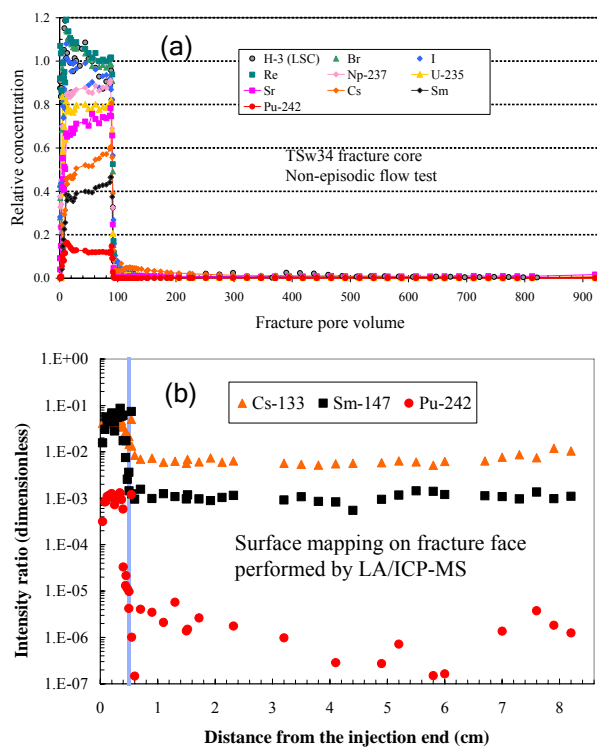 (a)
1.2
1.0
0.8
0.6
0.4
0.2
0.0
Relative concentration
H-3 (LSC) Br I
Re Np-237 U-235
Sr Cs Sm
Pu-242
TSw34 fracture core
Non-episodic flow test
0 100 200 300 400 500 600 700 800 900
Fracture pore volume
(b)
1.E+00
1.E-01
1.E-02
1.E-03
1.E-04
1.E-05
1.E-06
1.E-07
Intensity ratio (dimensionless)
Cs-133 Sm-147 Pu-242
Surface mapping on fracture face
performed by LA/ICP-MS
0 1 2 3 4 5 6 7 8
Distance from the injection end (cm)